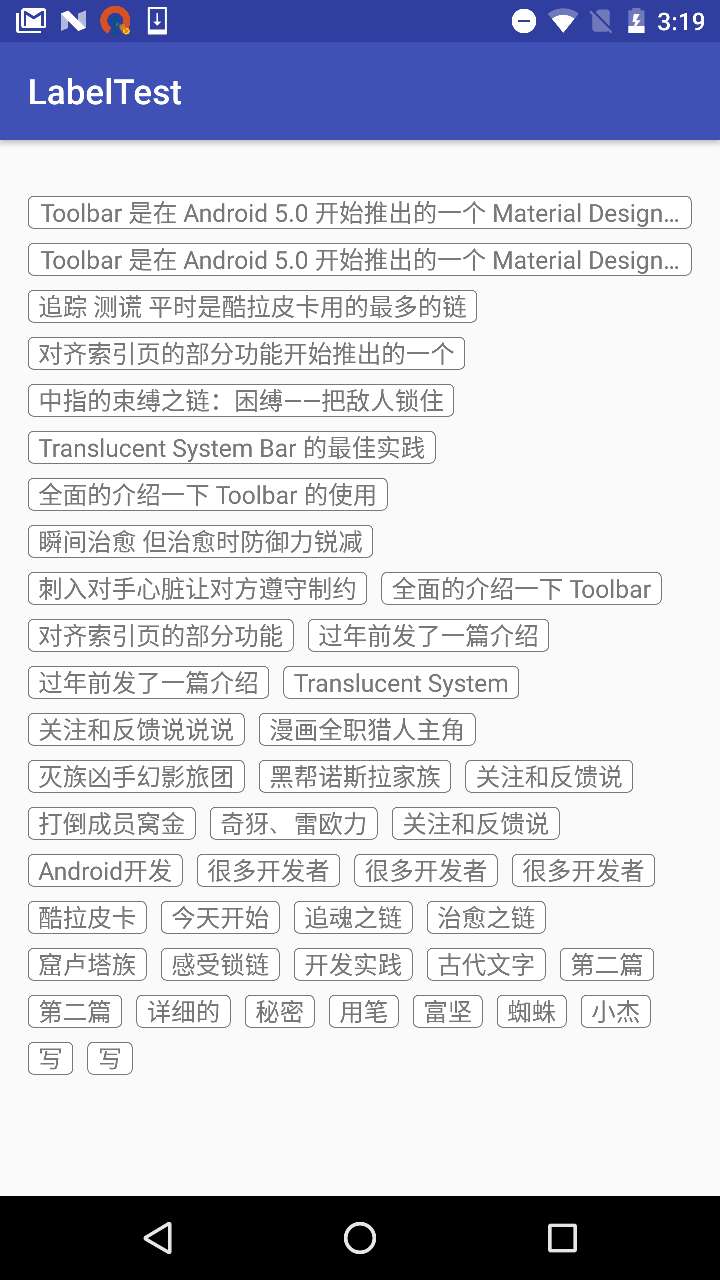 3:19
LabelTest
Toolbar 是在 Android 5.0 开始推出的一个 Material Design...
Toolbar 是在 Android 5.0 开始推出的一个 Material Design...
追踪 测谎 平时是酷拉皮卡用的最多的链
对齐索引页的部分功能开始推出的一个
中指的束缚之链：困缚——把敌人锁住
Translucent System Bar 的最佳实践
全面的介绍一下 Toolbar 的使用
瞬间治愈 但治愈时防御力锐减
刺入对手心脏让对方遵守制约 全面的介绍一下 Toolbar
对齐索引页的部分功能 过年前发了一篇介绍
过年前发了一篇介绍 Translucent System
关注和反馈说说说 漫画全职猎人主角
灭族凶手幻影旅团 黑帮诺斯拉家族 关注和反馈说
打倒成员窝金 奇犽、雷欧力 关注和反馈说
Android开发 很多开发者 很多开发者 很多开发者
酷拉皮卡 今天开始 追魂之链 治愈之链
窟卢塔族 感受锁链 开发实践 古代文字 第二篇
第二篇 详细的 秘密 用笔 富坚 蜘蛛 小杰
写 写